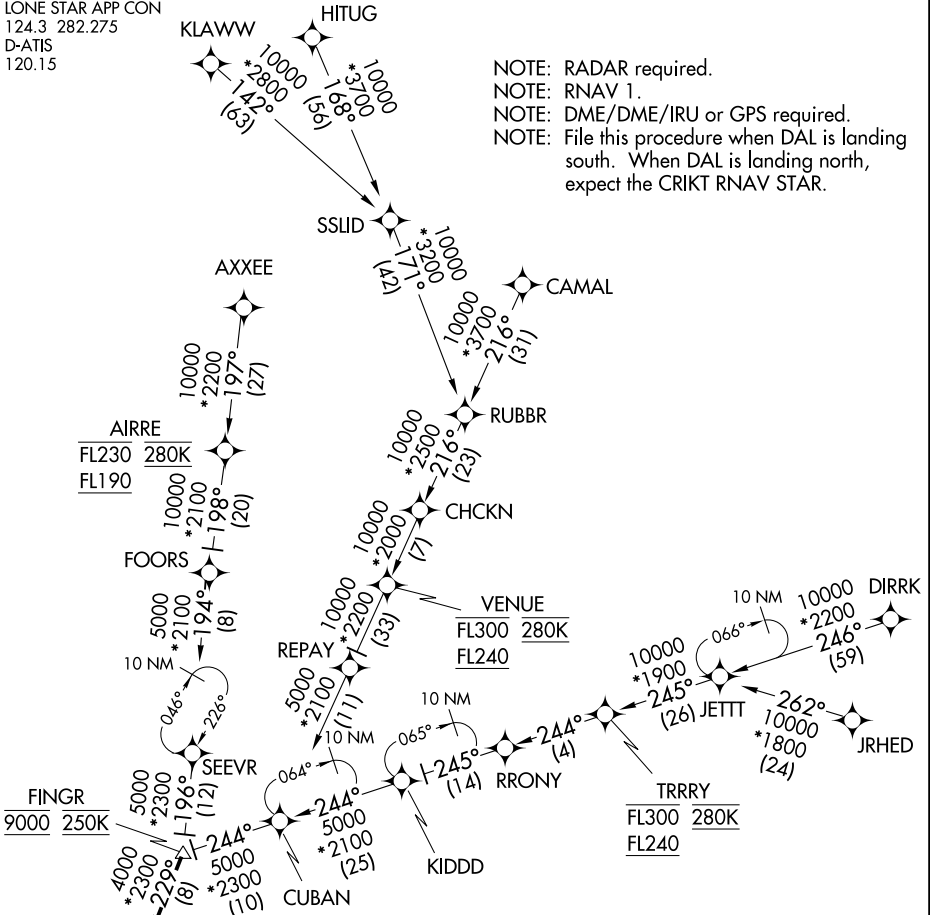 LONE STAR APP CON
124.3 282.275
D-ATIS
120.15
KLAWW
HITUG
10000
*2800
142°
(63)
10000
*3700
168°
(56)
NOTE: RADAR required.
NOTE: RNAV 1.
NOTE: DME/DME/IRU or GPS required.
NOTE: File this procedure when DAL is landing
south. When DAL is landing north,
expect the CRIKT RNAV STAR.
SSLID
10000
*3200
171°
(42)
AXXEE
CAMAL
10000
*3700
216°
(31)
10000
*2200
197°
(27)
RUBBR
AIRRE
FL230 280K
FL190
10000
*2500
216°
(23)
10000
*2100
198°
(20)
CHCKN
10000
*2000
(7)
FOORS
VENUE
FL300 280K
FL240
10000
*2200
(33)
5000
*2100
194°
(8)
10 NM
046°
226°
REPAY
5000
*2100
(11)
DIRRK
10000
*2200
246°
(59)
10 NM
066°
JETTT
10000
*1900
245°
(26)
262°
10000
*1800
(24)
JRHED
SEEVR
10 NM
064°
10 NM
065°
244°
(4)
RRONY
245°
(14)
TRRRY
FL300 280K
FL240
FINGR
9000 250K
5000
*2300
196°
(12)
244°
5000
*2100
(25)
KIDDD
244°
5000
*2300
(10)
CUBAN
4000
*2300
229°
(8)